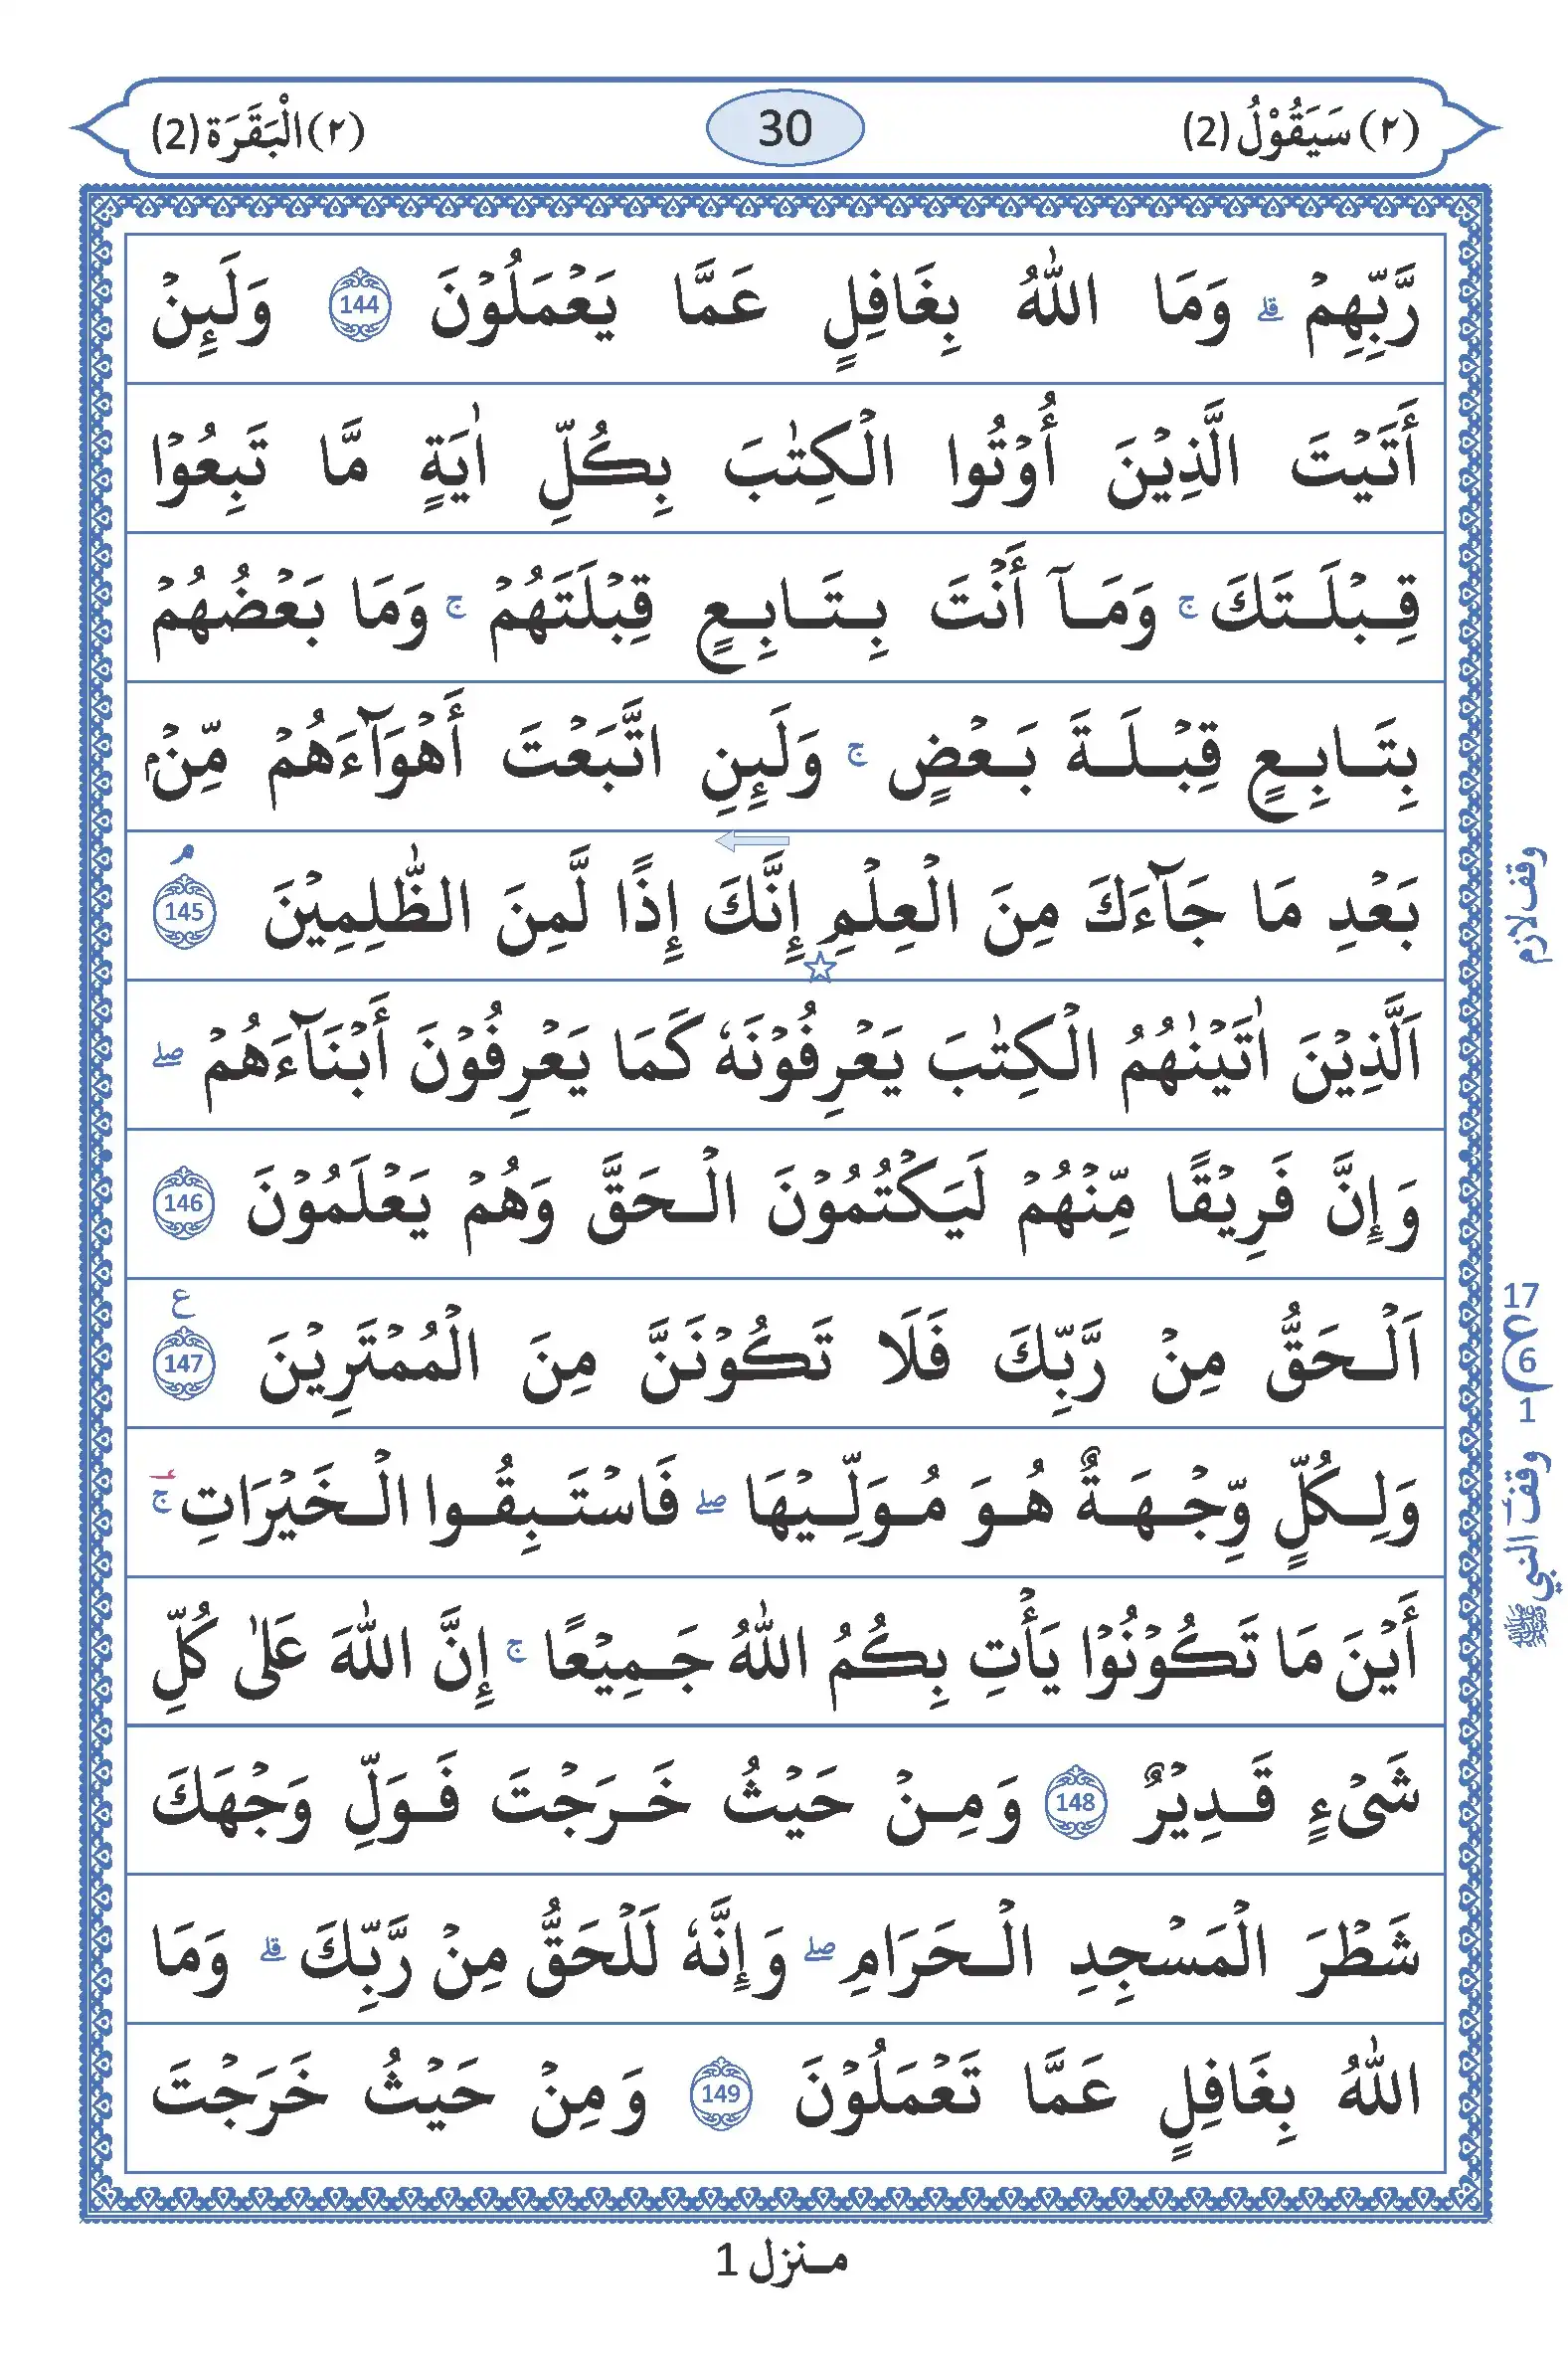 (٢) سَيَقُوْلُ (2)
30
(٢) الْبَقَرَة (2)
رَّبِّهِمْ ۗ وَمَا اللّٰهُ بِغَافِلٍ عَمَّا يَعْمَلُوْنَ 144 وَلَىِٕنْ
أَتَيْتَ الَّذِيْنَ أُوْتُوا الْكِتٰبَ بِكُلِّ اٰيَةٍ مَّا تَبِعُوْا
قِبْلَتَكَ ۚ وَمَآ أَنْتَ بِتَابِعٍ قِبْلَتَهُمْ ۚ وَمَا بَعْضُهُمْ
بِتَابِعٍ قِبْلَةَ بَعْضٍ ۚ وَلَىِٕنِ اتَّبَعْتَ أَهْوَآءَهُمْ مِّنْۢ
بَعْدِ مَا جَآءَكَ مِنَ الْعِلْمِ إِنَّكَ إِذًا لَّمِنَ الظّٰلِمِيْنَ ۘ 145
اَلَّذِيْنَ اٰتَيْنٰهُمُ الْكِتٰبَ يَعْرِفُوْنَهٗ كَمَا يَعْرِفُوْنَ أَبْنَآءَهُمْ ۖ
وَإِنَّ فَرِيْقًا مِّنْهُمْ لَيَكْتُمُوْنَ الْحَقَّ وَهُمْ يَعْلَمُوْنَ 146
اَلْحَقُّ مِنْ رَّبِّكَ فَلَا تَكُوْنَنَّ مِنَ الْمُمْتَرِيْنَ ع 147
وَلِكُلٍّ وِّجْهَةٌ هُوَ مُوَلِّيْهَا ۖ فَاسْتَبِقُوا الْخَيْرَاتِ ۚ
أَيْنَ مَا تَكُوْنُوْا يَأْتِ بِكُمُ اللّٰهُ جَمِيْعًا ۚ إِنَّ اللّٰهَ عَلٰى كُلِّ
شَىْءٍ قَدِيْرٌ 148 وَمِنْ حَيْثُ خَرَجْتَ فَوَلِّ وَجْهَكَ
شَطْرَ الْمَسْجِدِ الْحَرَامِ ۖ وَإِنَّهٗ لَلْحَقُّ مِنْ رَّبِّكَ ۗ وَمَا
اللّٰهُ بِغَافِلٍ عَمَّا تَعْمَلُوْنَ 149 وَمِنْ حَيْثُ خَرَجْتَ
وقف لازم
17
ع 6
1
وقف النبي ﷺ
منزل 1